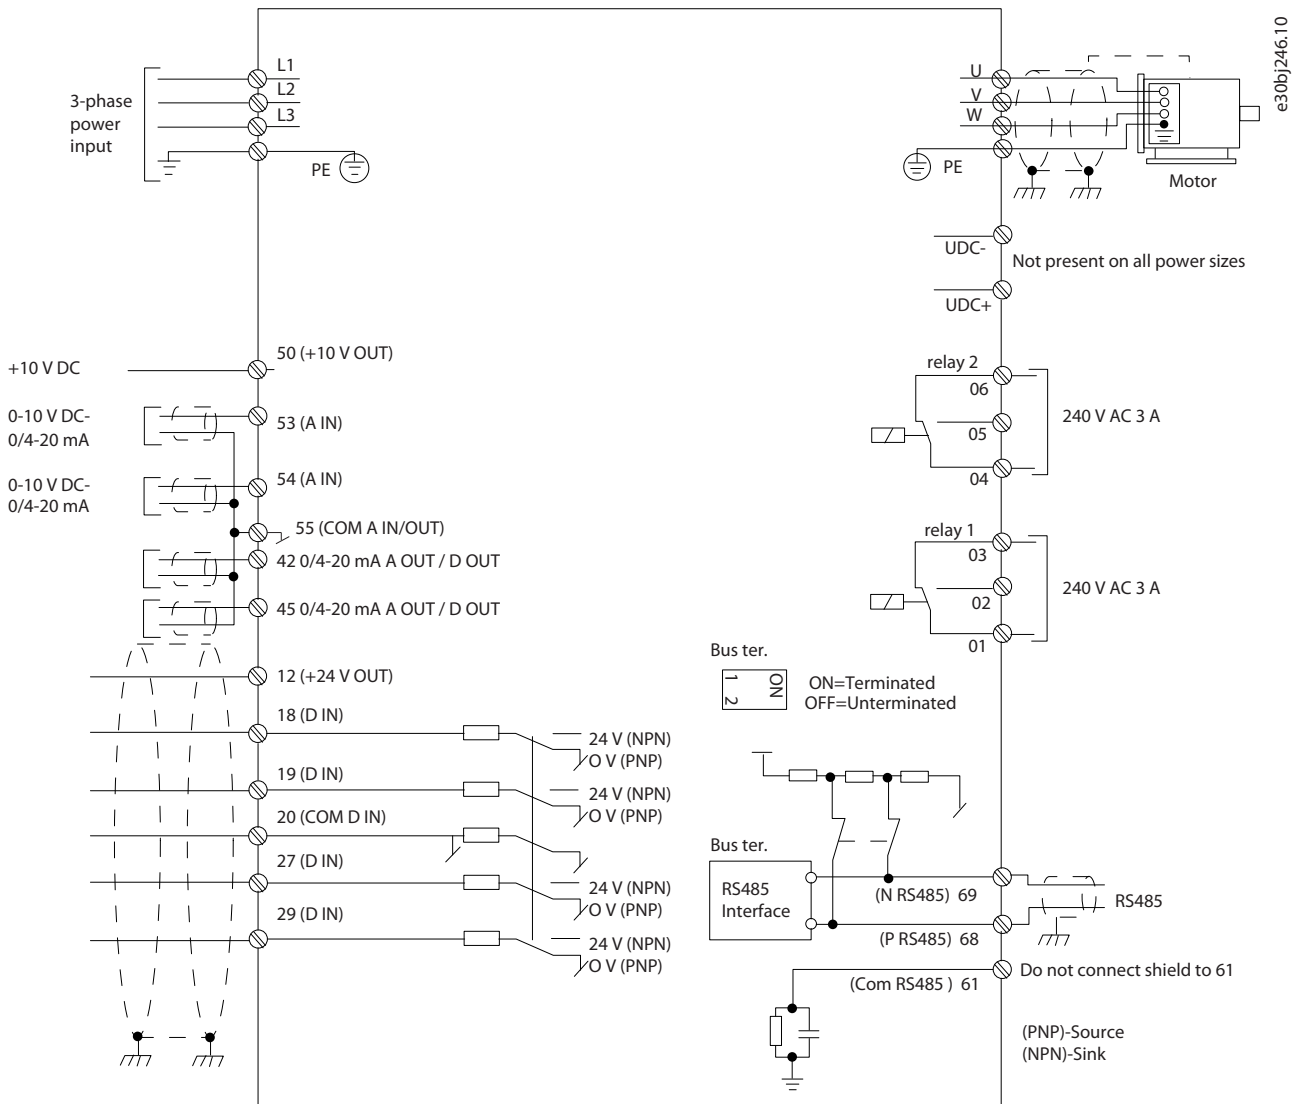 e30bj246.10
3-phase
power
input
L1
L2
L3
PE
U
V
W
PE
Motor
UDC-
Not present on all power sizes
UDC+
+10 V DC
50 (+10 V OUT)
0-10 V DC-
0/4-20 mA
53 (A IN)
0-10 V DC-
0/4-20 mA
54 (A IN)
55 (COM A IN/OUT)
42 0/4-20 mA A OUT / D OUT
45 0/4-20 mA A OUT / D OUT
12 (+24 V OUT)
18 (D IN)
24 V (NPN)
O V (PNP)
19 (D IN)
24 V (NPN)
O V (PNP)
20 (COM D IN)
27 (D IN)
24 V (NPN)
O V (PNP)
29 (D IN)
24 V (NPN)
O V (PNP)
relay 2
06
05
04
240 V AC 3 A
relay 1
03
02
01
240 V AC 3 A
Bus ter.
1
2
ON
ON=Terminated
OFF=Unterminated
Bus ter.
RS485
Interface
(N RS485) 69
RS485
(P RS485) 68
(Com RS485 ) 61
Do not connect shield to 61
(PNP)-Source
(NPN)-Sink